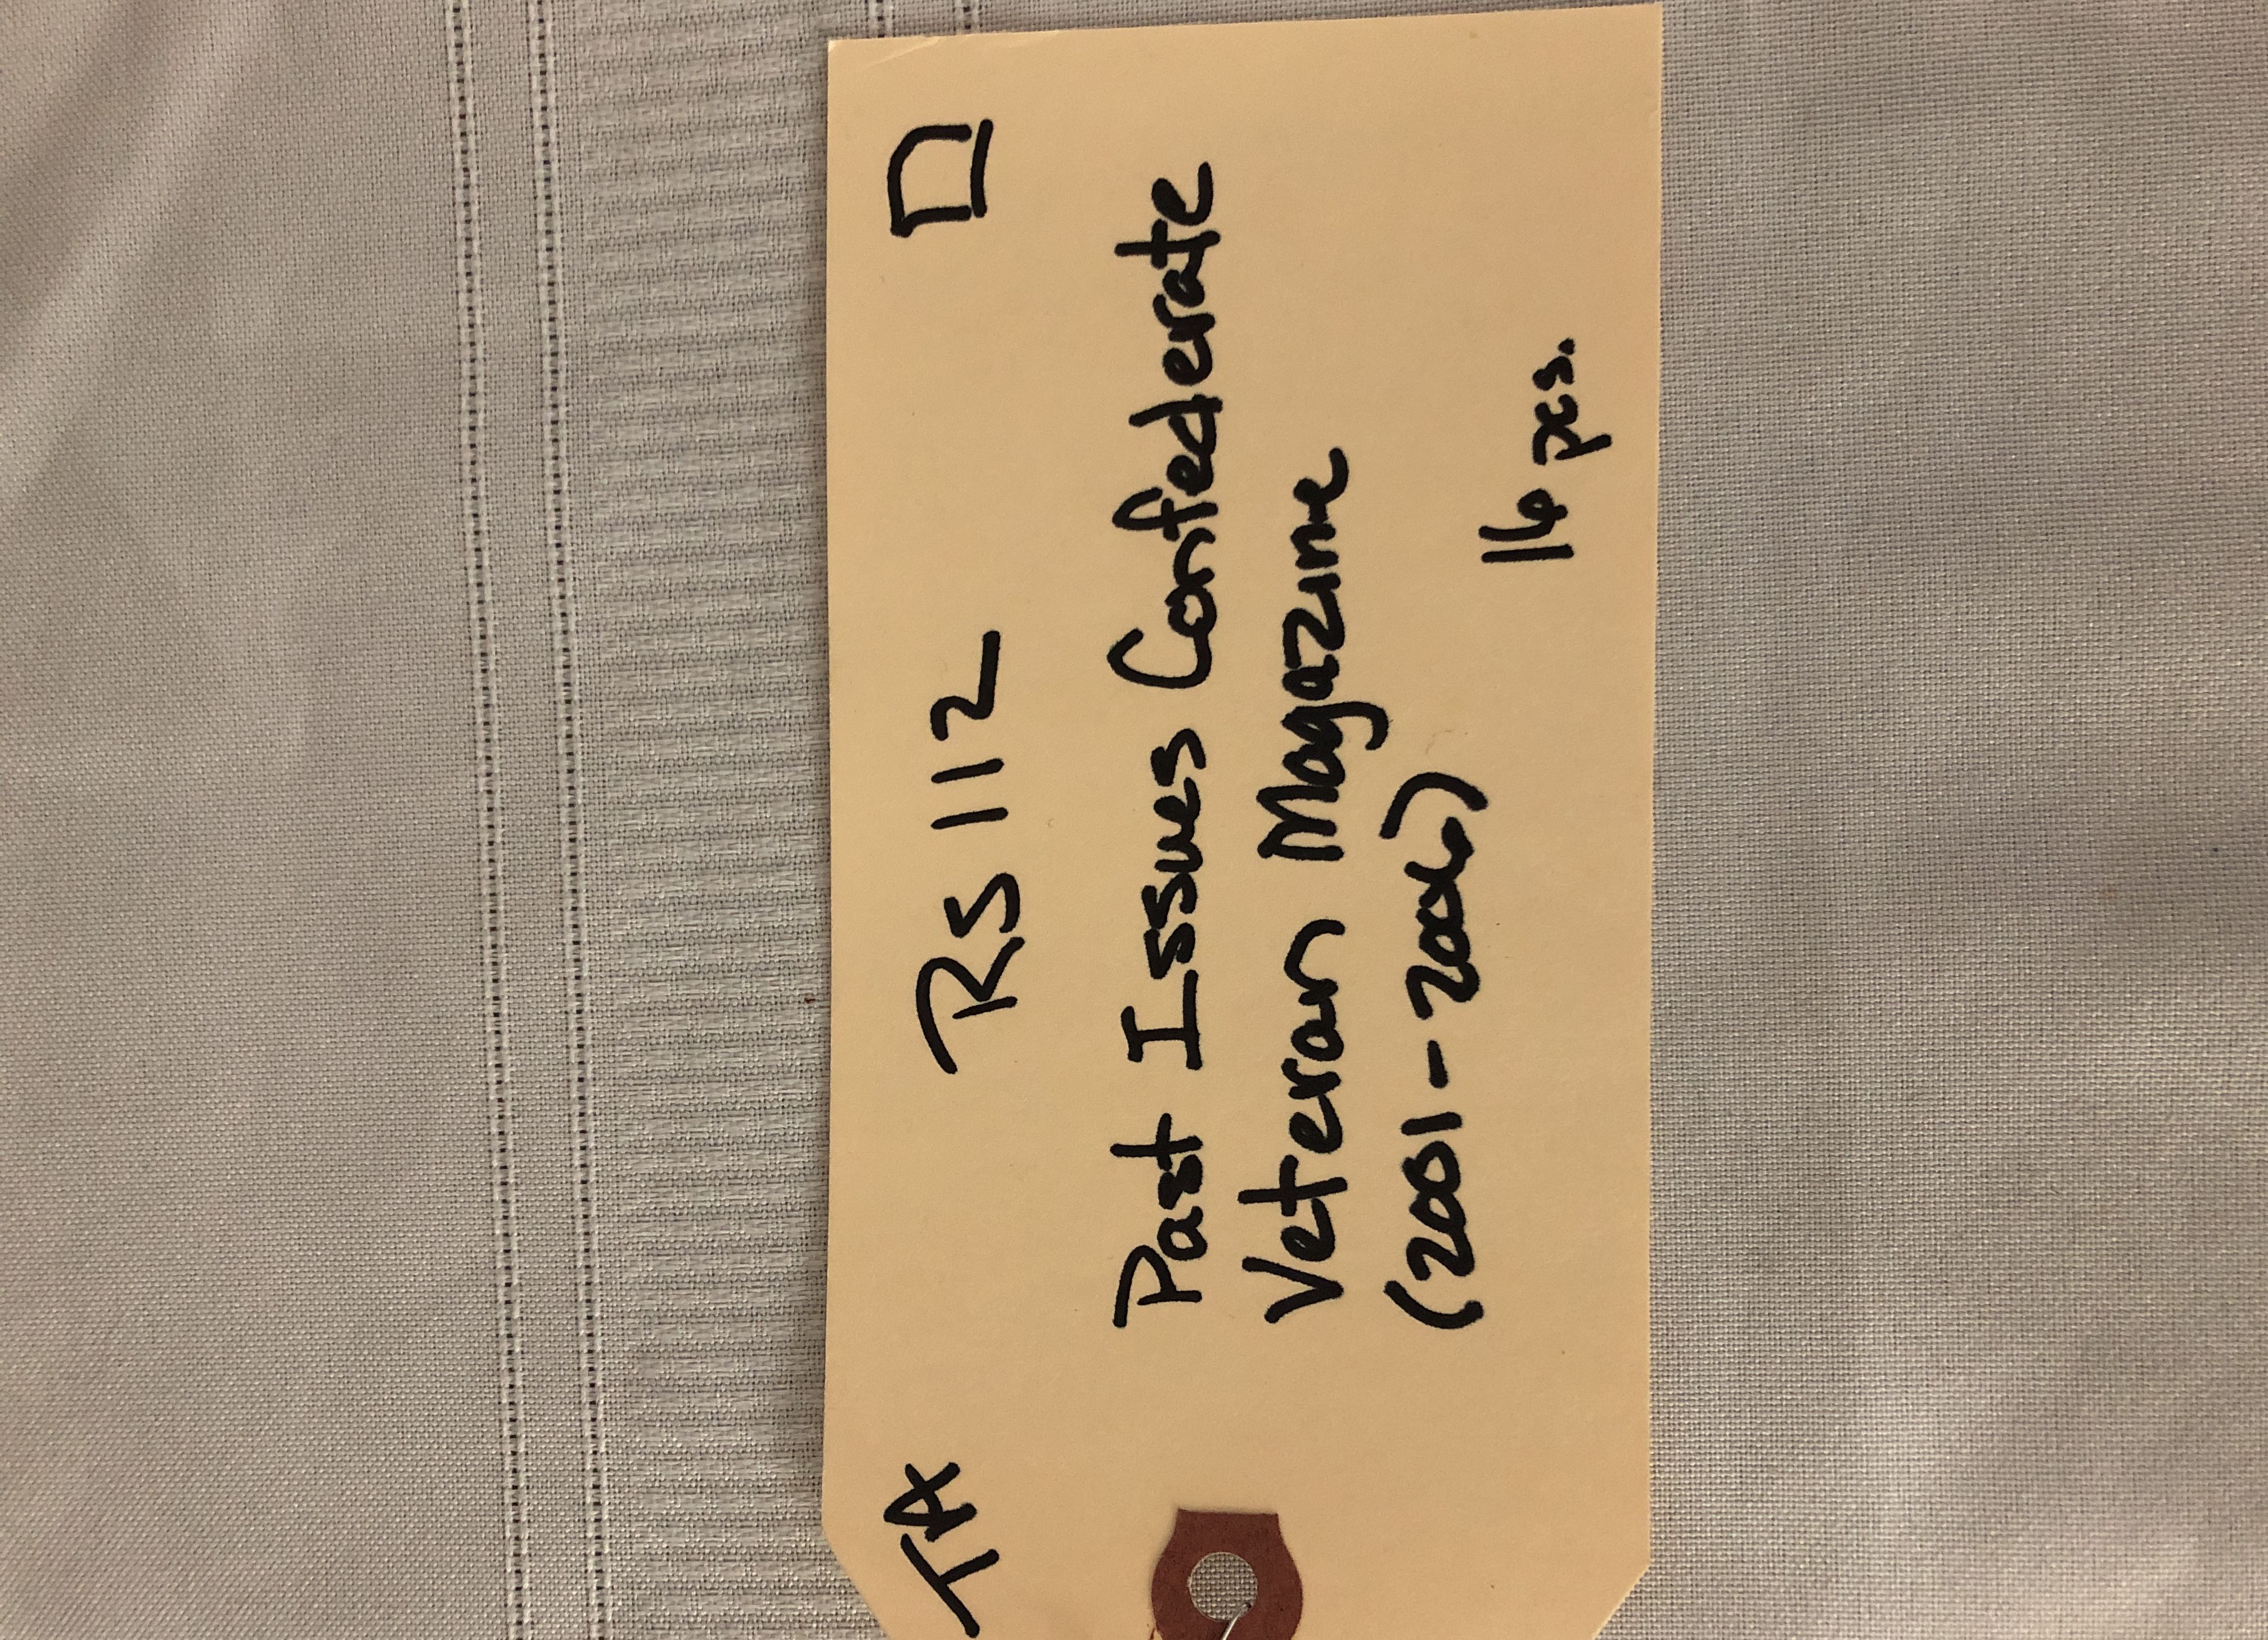 TA
RS 112
Past Issues Confederate
Veteran Magazine
(2001-2006)
16 pcs.